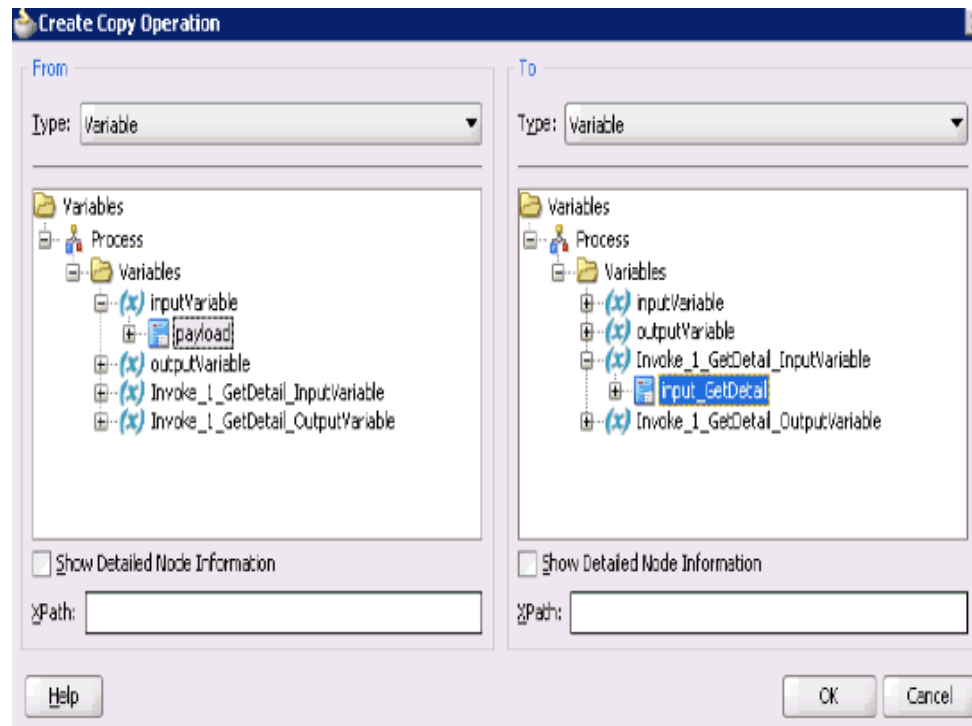 Create Copy Operation
From
Type: Variable
Variables
Process
Variables
inputVariable
payload
outputVariable
Invoke_1_GetDetail_InputVariable
Invoke_1_GetDetail_OutputVariable
Show Detailed Node Information
XPath:
To
Type: Variable
Variables
Process
Variables
inputVariable
outputVariable
Invoke_1_GetDetail_InputVariable
input_GetDetail
Invoke_1_GetDetail_OutputVariable
Show Detailed Node Information
XPath:
Help
OK
Cancel